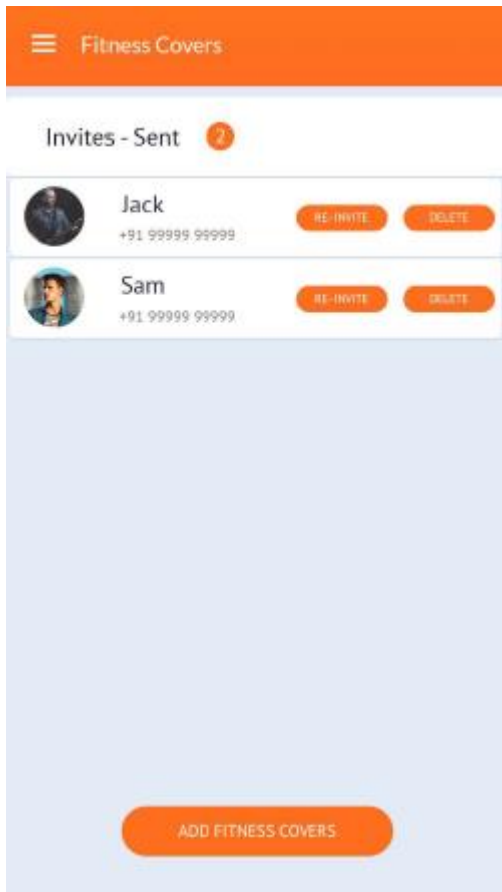 Fitness Covers
Invites - Sent 2
Jack
+91 99999 99999
RE-INVITE DELETE
Sam
+91 99999 99999
RE-INVITE DELETE
ADD FITNESS COVERS